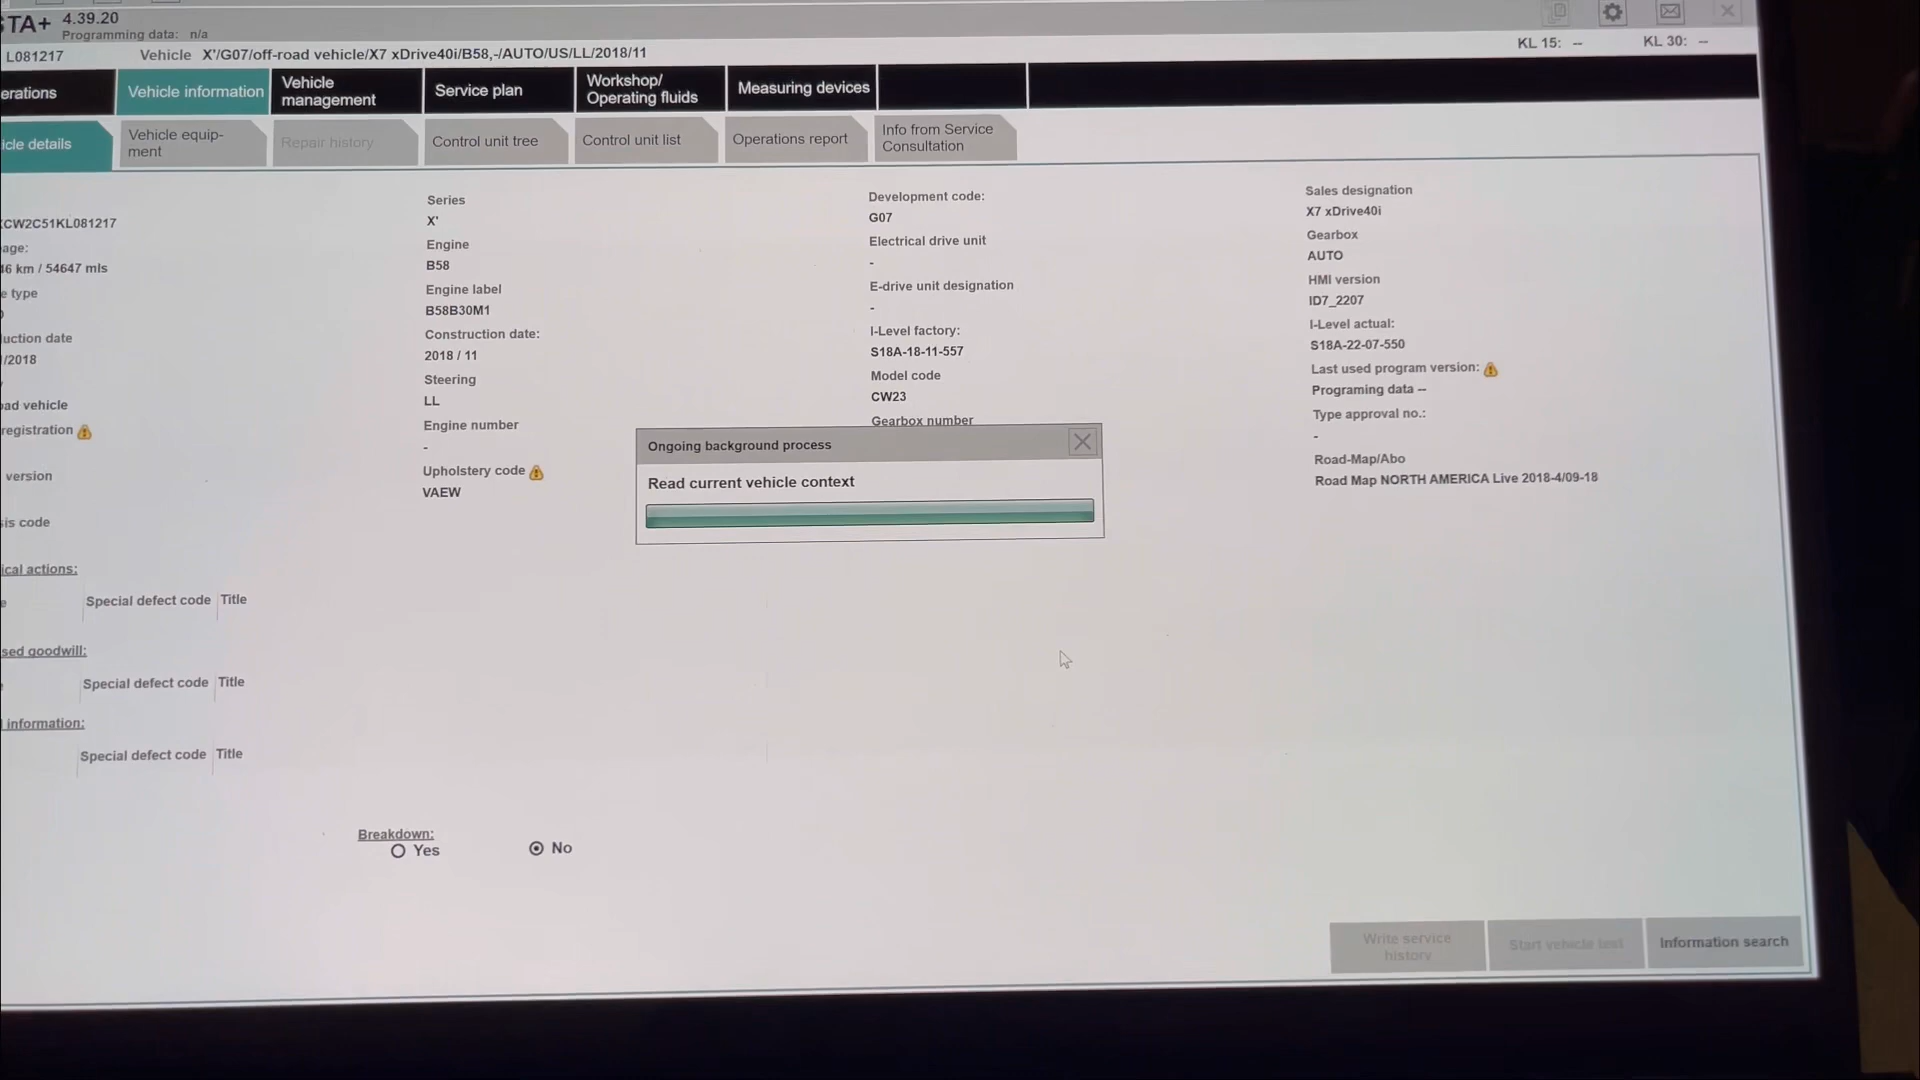 STA+ 4.39.20
Programming data: n/a
L081217 Vehicle X'/G07/off-road vehicle/X7 xDrive40i/B58,-/AUTO/US/LL/2018/11 KL 15: -- KL 30: --
erations
Vehicle information
Vehicle
management
Service plan
Workshop/
Operating fluids
Measuring devices
icle details
Vehicle equip-
ment
Repair history
Control unit tree
Control unit list
Operations report
Info from Service
Consultation
CW2C51KL081217
age:
46 km / 54647 mls
e type
uction date
/2018
ad vehicle
registration
version
sis code
ical actions:
Special defect code Title
sed goodwill:
Special defect code Title
l information:
Special defect code Title
Series
X'
Engine
B58
Engine label
B58B30M1
Construction date:
2018 / 11
Steering
LL
Engine number
-
Upholstery code
VAEW
Development code:
G07
Electrical drive unit
-
E-drive unit designation
-
I-Level factory:
S18A-18-11-557
Model code
CW23
Gearbox number
Sales designation
X7 xDrive40i
Gearbox
AUTO
HMI version
ID7_2207
I-Level actual:
S18A-22-07-550
Last used program version:
Programing data --
Type approval no.:
-
Road-Map/Abo
Road Map NORTH AMERICA Live 2018-4/09-18
Ongoing background process
Read current vehicle context
Breakdown:
Yes
No
Write service
history
Start vehicle test
Information search